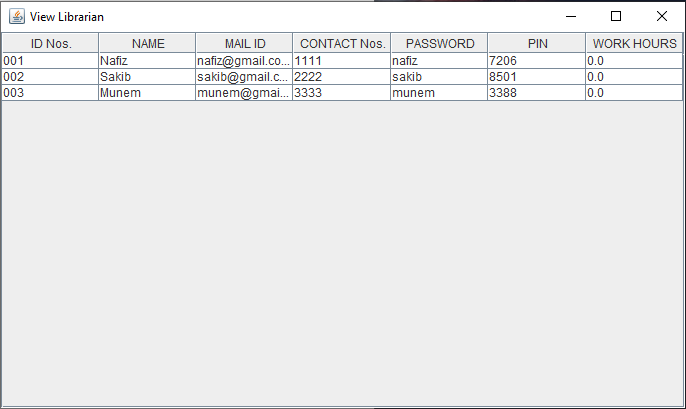 View Librarian
ID Nos. NAME MAIL ID CONTACT Nos. PASSWORD PIN WORK HOURS
001 Nafiz nafiz@gmail.co... 1111 nafiz 7206 0.0
002 Sakib sakib@gmail.c... 2222 sakib 8501 0.0
003 Munem munem@gmai... 3333 munem 3388 0.0